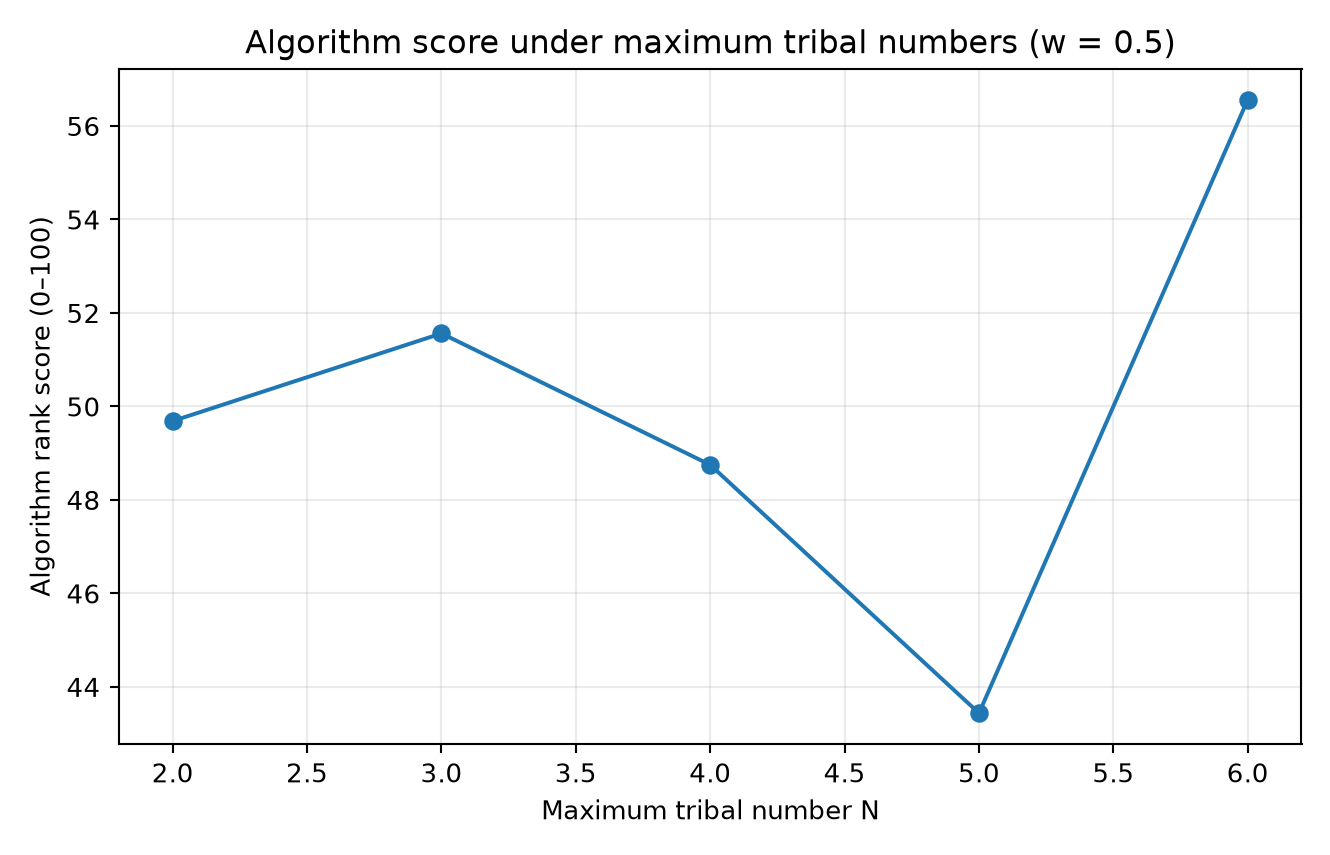 Algorithm score under maximum tribal numbers (w = 0.5)
Algorithm rank score (0–100)
56
54
52
50
48
46
44
2.0 2.5 3.0 3.5 4.0 4.5 5.0 5.5 6.0
Maximum tribal number N